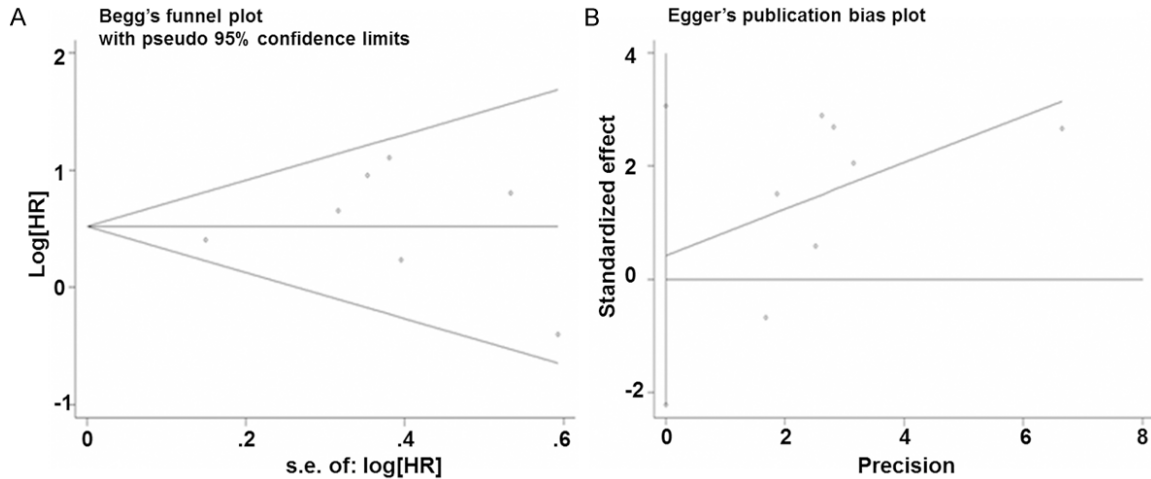 A
Begg's funnel plot
with pseudo 95% confidence limits
2
1
0
-1
Log[HR]
0
.2
.4
.6
s.e. of: log[HR]
B
Egger's publication bias plot
4
2
0
-2
Standardized effect
0
2
4
6
8
Precision